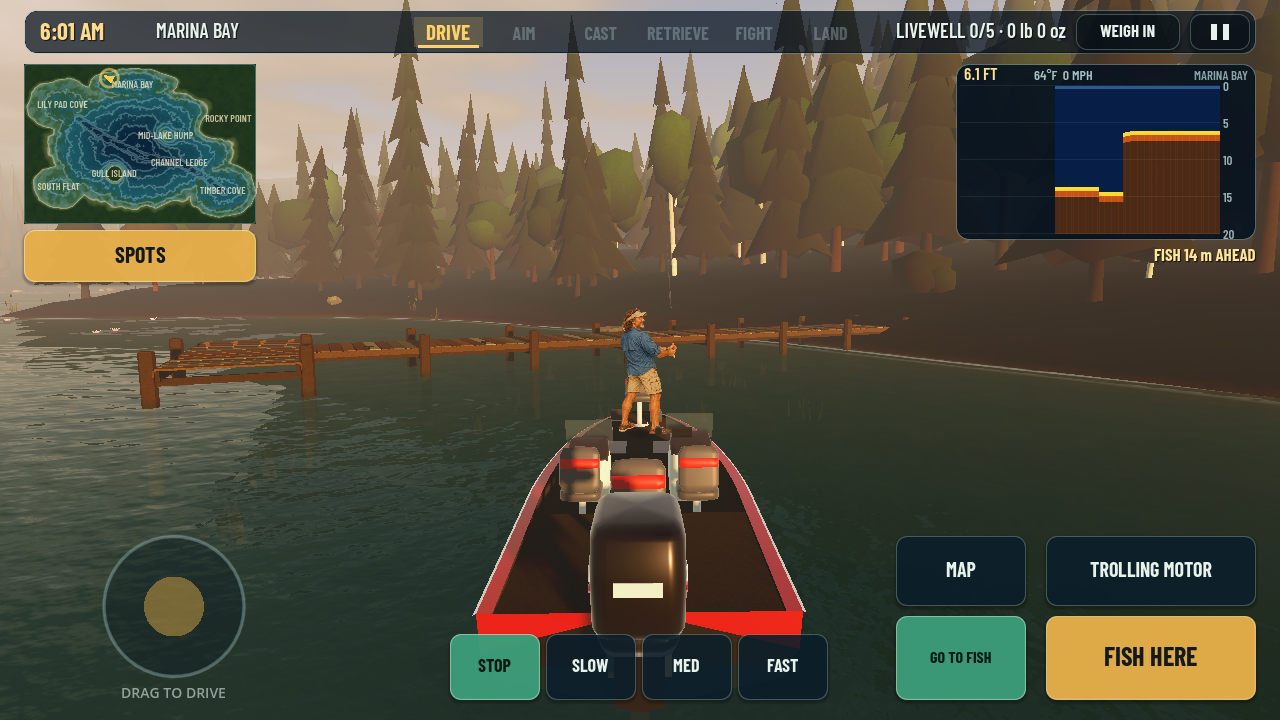 6:01 AM
MARINA BAY
DRIVE
AIM
CAST
RETRIEVE
FIGHT
LAND
LIVEWELL 0/5 · 0 lb 0 oz
WEIGH IN
MARINA BAY
LILY PAD COVE
ROCKY POINT
MID-LAKE HUMP
CHANNEL LEDGE
GULL ISLAND
SOUTH FLAT
TIMBER COVE
SPOTS
6.1 FT
64°F 0 MPH
MARINA BAY
0
5
10
15
20
FISH 14 m AHEAD
DRAG TO DRIVE
STOP
SLOW
MED
FAST
MAP
TROLLING MOTOR
GO TO FISH
FISH HERE